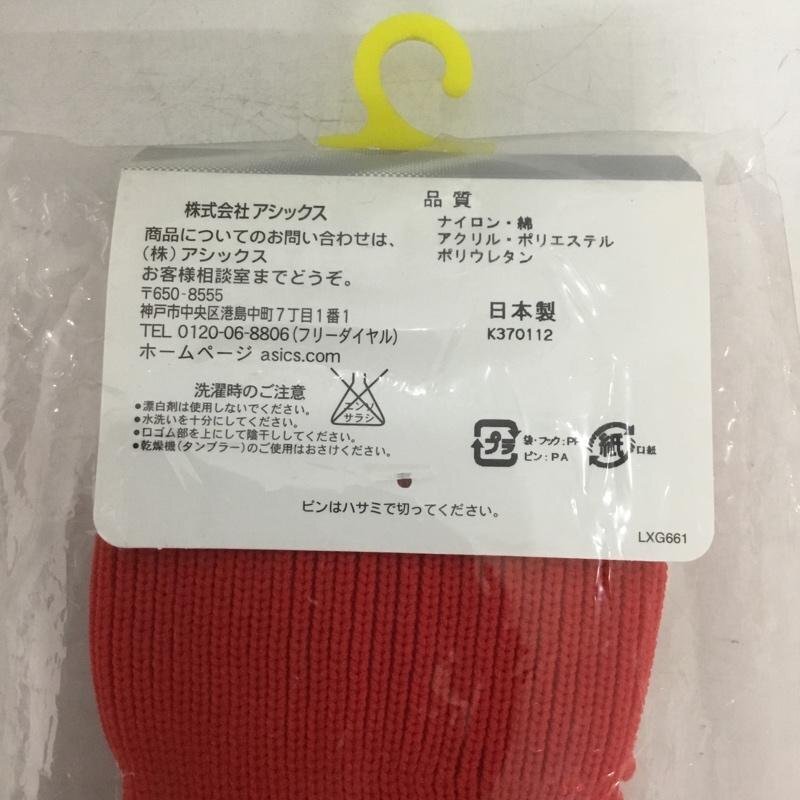 株式会社アシックス
商品についてのお問い合わせは、
(株)アシックス
お客様相談室までどうぞ。
〒650-8555
神戸市中央区港島中町7丁目1番1
TEL 0120-06-8806(フリーダイヤル)
ホームページ asics.com
品質
ナイロン・綿
アクリル・ポリエステル
ポリウレタン
日本製
K370112
洗濯時のご注意
●漂白剤は使用しないでください。
●水洗いを十分にしてください。
●口ゴム部を上にして陰干ししてください。
●乾燥機(タンブラー)のご使用はおさけください。
エンソ
サラシ
プラ
袋・フック:PP
ピン:PA
紙
口紙
ピンはハサミで切ってください。
LXG661